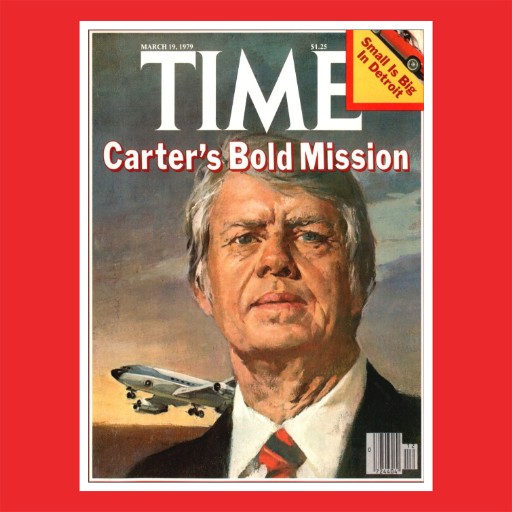 MARCH 19, 1979
$1.25
Small Is Big
In Detroit
TIME
Carter's Bold Mission